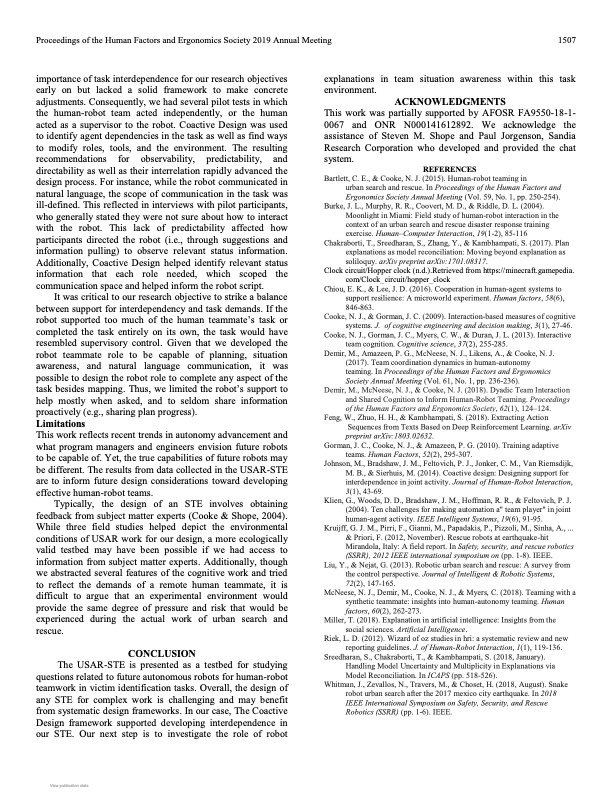 Proceedings of the Human Factors and Ergonomics Society 2019 Annual Meeting
1507
importance of task interdependence for our research objectives
early on but lacked a solid framework to make concrete
adjustments. Consequently, we had several pilot tests in which
the human-robot team acted independently, or the human
acted as a supervisor to the robot. Coactive Design was used
to identify agent dependencies in the task as well as find ways
to modify roles, tools, and the environment. The resulting
recommendations for observability, predictability, and
directability as well as their interrelation rapidly advanced the
design process. For instance, while the robot communicated in
natural language, the scope of communication in the task was
ill-defined. This reflected in interviews with pilot participants,
who generally stated they were not sure about how to interact
with the robot. This lack of predictability affected how
participants directed the robot (i.e., through suggestions and
information pulling) to observe relevant status information.
Additionally, Coactive Design helped identify relevant status
information that each role needed, which scoped the
communication space and helped inform the robot script.
It was critical to our research objective to strike a balance
between support for interdependency and task demands. If the
robot supported too much of the human teammate's task or
completed the task entirely on its own, the task would have
resembled supervisory control. Given that we developed the
robot teammate role to be capable of planning, situation
awareness, and natural language communication, it was
possible to design the robot role to complete any aspect of the
task besides mapping. Thus, we limited the robot's support to
help mostly when asked, and to seldom share information
proactively (e.g., sharing plan progress).
Limitations
This work reflects recent trends in autonomy advancement and
what program managers and engineers envision future robots
to be capable of. Yet, the true capabilities of future robots may
be different. The results from data collected in the USAR-STE
are to inform future design considerations toward developing
effective human-robot teams.
Typically, the design of an STE involves obtaining
feedback from subject matter experts (Cooke & Shope, 2004).
While three field studies helped depict the environmental
conditions of USAR work for our design, a more ecologically
valid testbed may have been possible if we had access to
information from subject matter experts. Additionally, though
we abstracted several features of the cognitive work and tried
to reflect the demands of a remote human teammate, it is
difficult to argue that an experimental environment would
provide the same degree of pressure and risk that would be
experienced during the actual work of urban search and
rescue.
CONCLUSION
The USAR-STE is presented as a testbed for studying
questions related to future autonomous robots for human-robot
teamwork in victim identification tasks. Overall, the design of
any STE for complex work is challenging and may benefit
from systematic design frameworks. In our case, The Coactive
Design framework supported developing interdependence in
our STE. Our next step is to investigate the role of robot
explanations in team situation awareness within this task
environment.
ACKNOWLEDGMENTS
This work was partially supported by AFOSR FA9550-18-1-
0067 and ONR N000141612892. We acknowledge the
assistance of Steven M. Shope and Paul Jorgenson, Sandia
Research Corporation who developed and provided the chat
system.
REFERENCES
Bartlett, C. E., & Cooke, N. J. (2015). Human-robot teaming in
urban search and rescue. In Proceedings of the Human Factors and
Ergonomics Society Annual Meeting (Vol. 59, No. 1, pp. 250-254).
Burke, J. L., Murphy, R. R., Coovert, M. D., & Riddle, D. L. (2004).
Moonlight in Miami: Field study of human-robot interaction in the
context of an urban search and rescue disaster response training
exercise. Human–Computer Interaction, 19(1-2), 85-116
Chakraborti, T., Sreedharan, S., Zhang, Y., & Kambhampati, S. (2017). Plan
explanations as model reconciliation: Moving beyond explanation as
soliloquy. arXiv preprint arXiv:1701.08317.
Clock circuit/Hopper clock (n.d.).Retrieved from https://minecraft.gamepedia.
com/Clock_circuit/hopper_clock
Chiou, E. K., & Lee, J. D. (2016). Cooperation in human-agent systems to
support resilience: A microworld experiment. Human factors, 58(6),
846-863.
Cooke, N. J., & Gorman, J. C. (2009). Interaction-based measures of cognitive
systems. J. of cognitive engineering and decision making, 3(1), 27-46.
Cooke, N. J., Gorman, J. C., Myers, C. W., & Duran, J. L. (2013). Interactive
team cognition. Cognitive science, 37(2), 255-285.
Demir, M., Amazeen, P. G., McNeese, N. J., Likens, A., & Cooke, N. J.
(2017). Team coordination dynamics in human-autonomy
teaming. In Proceedings of the Human Factors and Ergonomics
Society Annual Meeting (Vol. 61, No. 1, pp. 236-236).
Demir, M., McNeese, N. J., & Cooke, N. J. (2018). Dyadic Team Interaction
and Shared Cognition to Inform Human-Robot Teaming. Proceedings
of the Human Factors and Ergonomics Society, 62(1), 124–124.
Feng, W., Zhuo, H. H., & Kambhampati, S. (2018). Extracting Action
Sequences from Texts Based on Deep Reinforcement Learning. arXiv
preprint arXiv:1803.02632.
Gorman, J. C., Cooke, N. J., & Amazeen, P. G. (2010). Training adaptive
teams. Human Factors, 52(2), 295-307.
Johnson, M., Bradshaw, J. M., Feltovich, P. J., Jonker, C. M., Van Riemsdijk,
M. B., & Sierhuis, M. (2014). Coactive design: Designing support for
interdependence in joint activity. Journal of Human-Robot Interaction,
3(1), 43-69.
Klien, G., Woods, D. D., Bradshaw, J. M., Hoffman, R. R., & Feltovich, P. J.
(2004). Ten challenges for making automation a" team player" in joint
human-agent activity. IEEE Intelligent Systems, 19(6), 91-95.
Kruijff, G. J. M., Pirri, F., Gianni, M., Papadakis, P., Pizzoli, M., Sinha, A., ...
& Priori, F. (2012, November). Rescue robots at earthquake-hit
Mirandola, Italy: A field report. In Safety, security, and rescue robotics
(SSRR), 2012 IEEE international symposium on (pp. 1-8). IEEE.
Liu, Y., & Nejat, G. (2013). Robotic urban search and rescue: A survey from
the control perspective. Journal of Intelligent & Robotic Systems,
72(2), 147-165.
McNeese, N. J., Demir, M., Cooke, N. J., & Myers, C. (2018). Teaming with a
synthetic teammate: insights into human-autonomy teaming. Human
factors, 60(2), 262-273.
Miller, T. (2018). Explanation in artificial intelligence: Insights from the
social sciences. Artificial Intelligence.
Riek, L. D. (2012). Wizard of oz studies in hri: a systematic review and new
reporting guidelines. J. of Human-Robot Interaction, 1(1), 119-136.
Sreedharan, S., Chakraborti, T., & Kambhampati, S. (2018, January).
Handling Model Uncertainty and Multiplicity in Explanations via
Model Reconciliation. In ICAPS (pp. 518-526).
Whitman, J., Zevallos, N., Travers, M., & Choset, H. (2018, August). Snake
robot urban search after the 2017 mexico city earthquake. In 2018
IEEE International Symposium on Safety, Security, and Rescue
Robotics (SSRR) (pp. 1-6). IEEE.
View publication stats